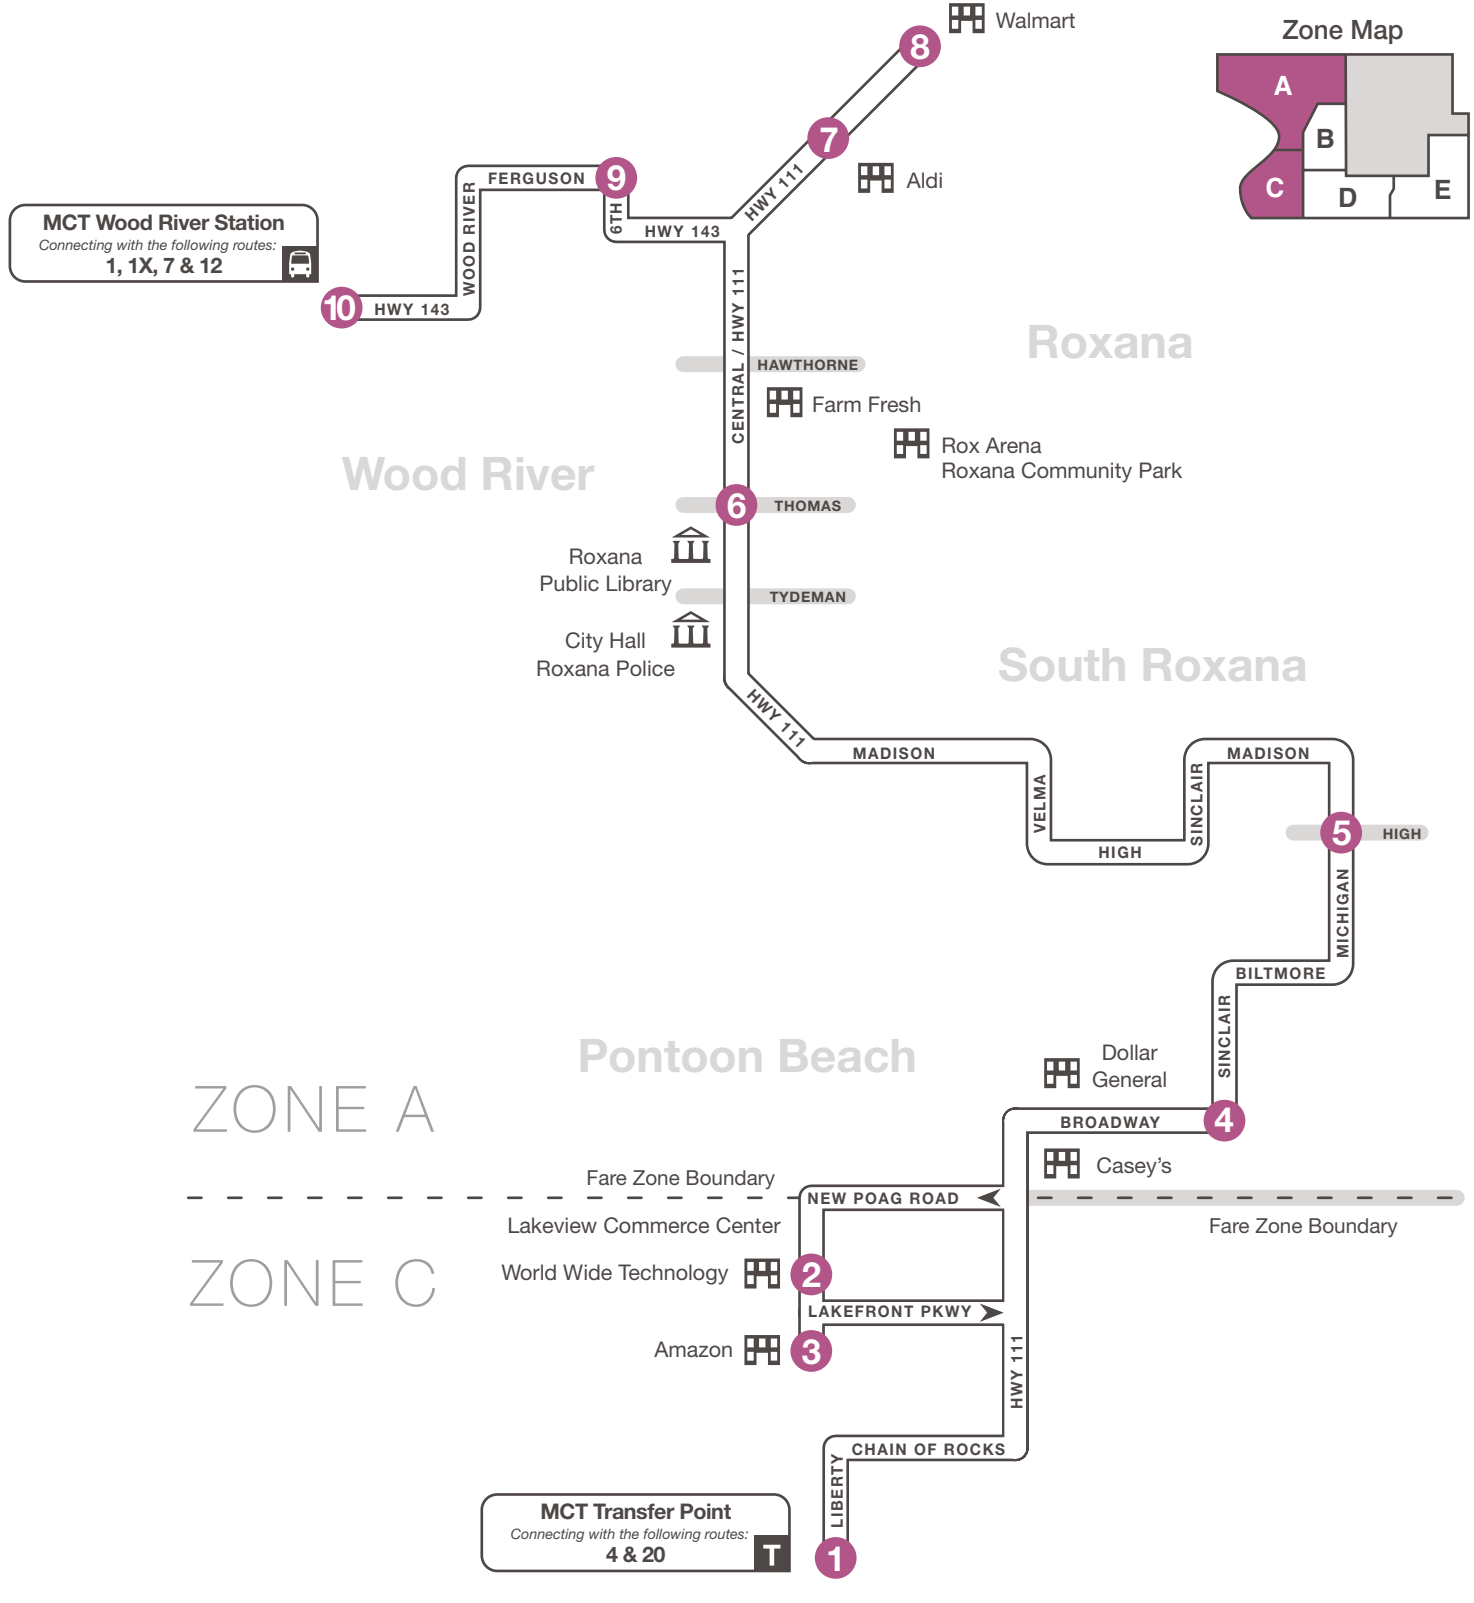 8
Walmart
Zone Map
A
B
C
D
E
7
Aldi
HWY 111
9
FERGUSON
6TH
HWY 143
WOOD RIVER
MCT Wood River Station
Connecting with the following routes:
1, 1X, 7 & 12
10
HWY 143
CENTRAL / HWY 111
Roxana
HAWTHORNE
Farm Fresh
Rox Arena
Roxana Community Park
Wood River
6
THOMAS
Roxana
Public Library
TYDEMAN
City Hall
Roxana Police
South Roxana
HWY 111
MADISON
VELMA
HIGH
SINCLAIR
MADISON
5
HIGH
MICHIGAN
BILTMORE
SINCLAIR
Pontoon Beach
Dollar
General
ZONE A
BROADWAY
4
Casey's
Fare Zone Boundary
NEW POAG ROAD
Lakeview Commerce Center
Fare Zone Boundary
ZONE C
World Wide Technology
2
LAKEFRONT PKWY
Amazon
3
HWY 111
CHAIN OF ROCKS
LIBERTY
MCT Transfer Point
Connecting with the following routes:
4 & 20
T
1